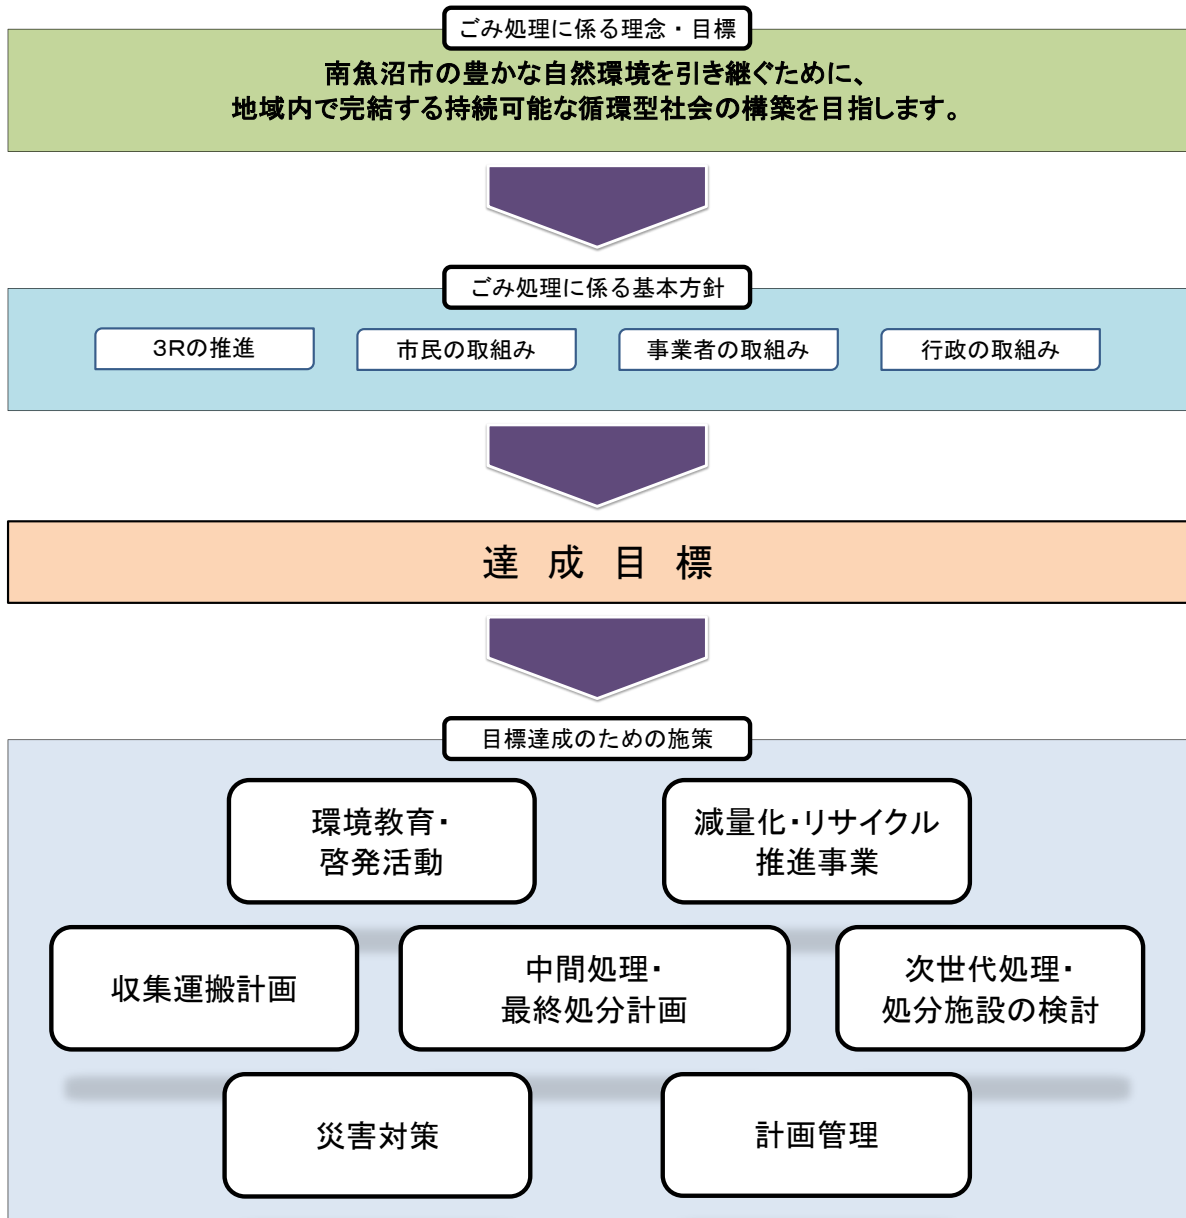 ごみ処理に係る理念・目標
南魚沼市の豊かな自然環境を引き継ぐために、
地域内で完結する持続可能な循環型社会の構築を目指します。
ごみ処理に係る基本方針
3Rの推進
市民の取組み
事業者の取組み
行政の取組み
達成目標
目標達成のための施策
環境教育・
啓発活動
減量化・リサイクル
推進事業
収集運搬計画
中間処理・
最終処分計画
次世代処理・
処分施設の検討
災害対策
計画管理